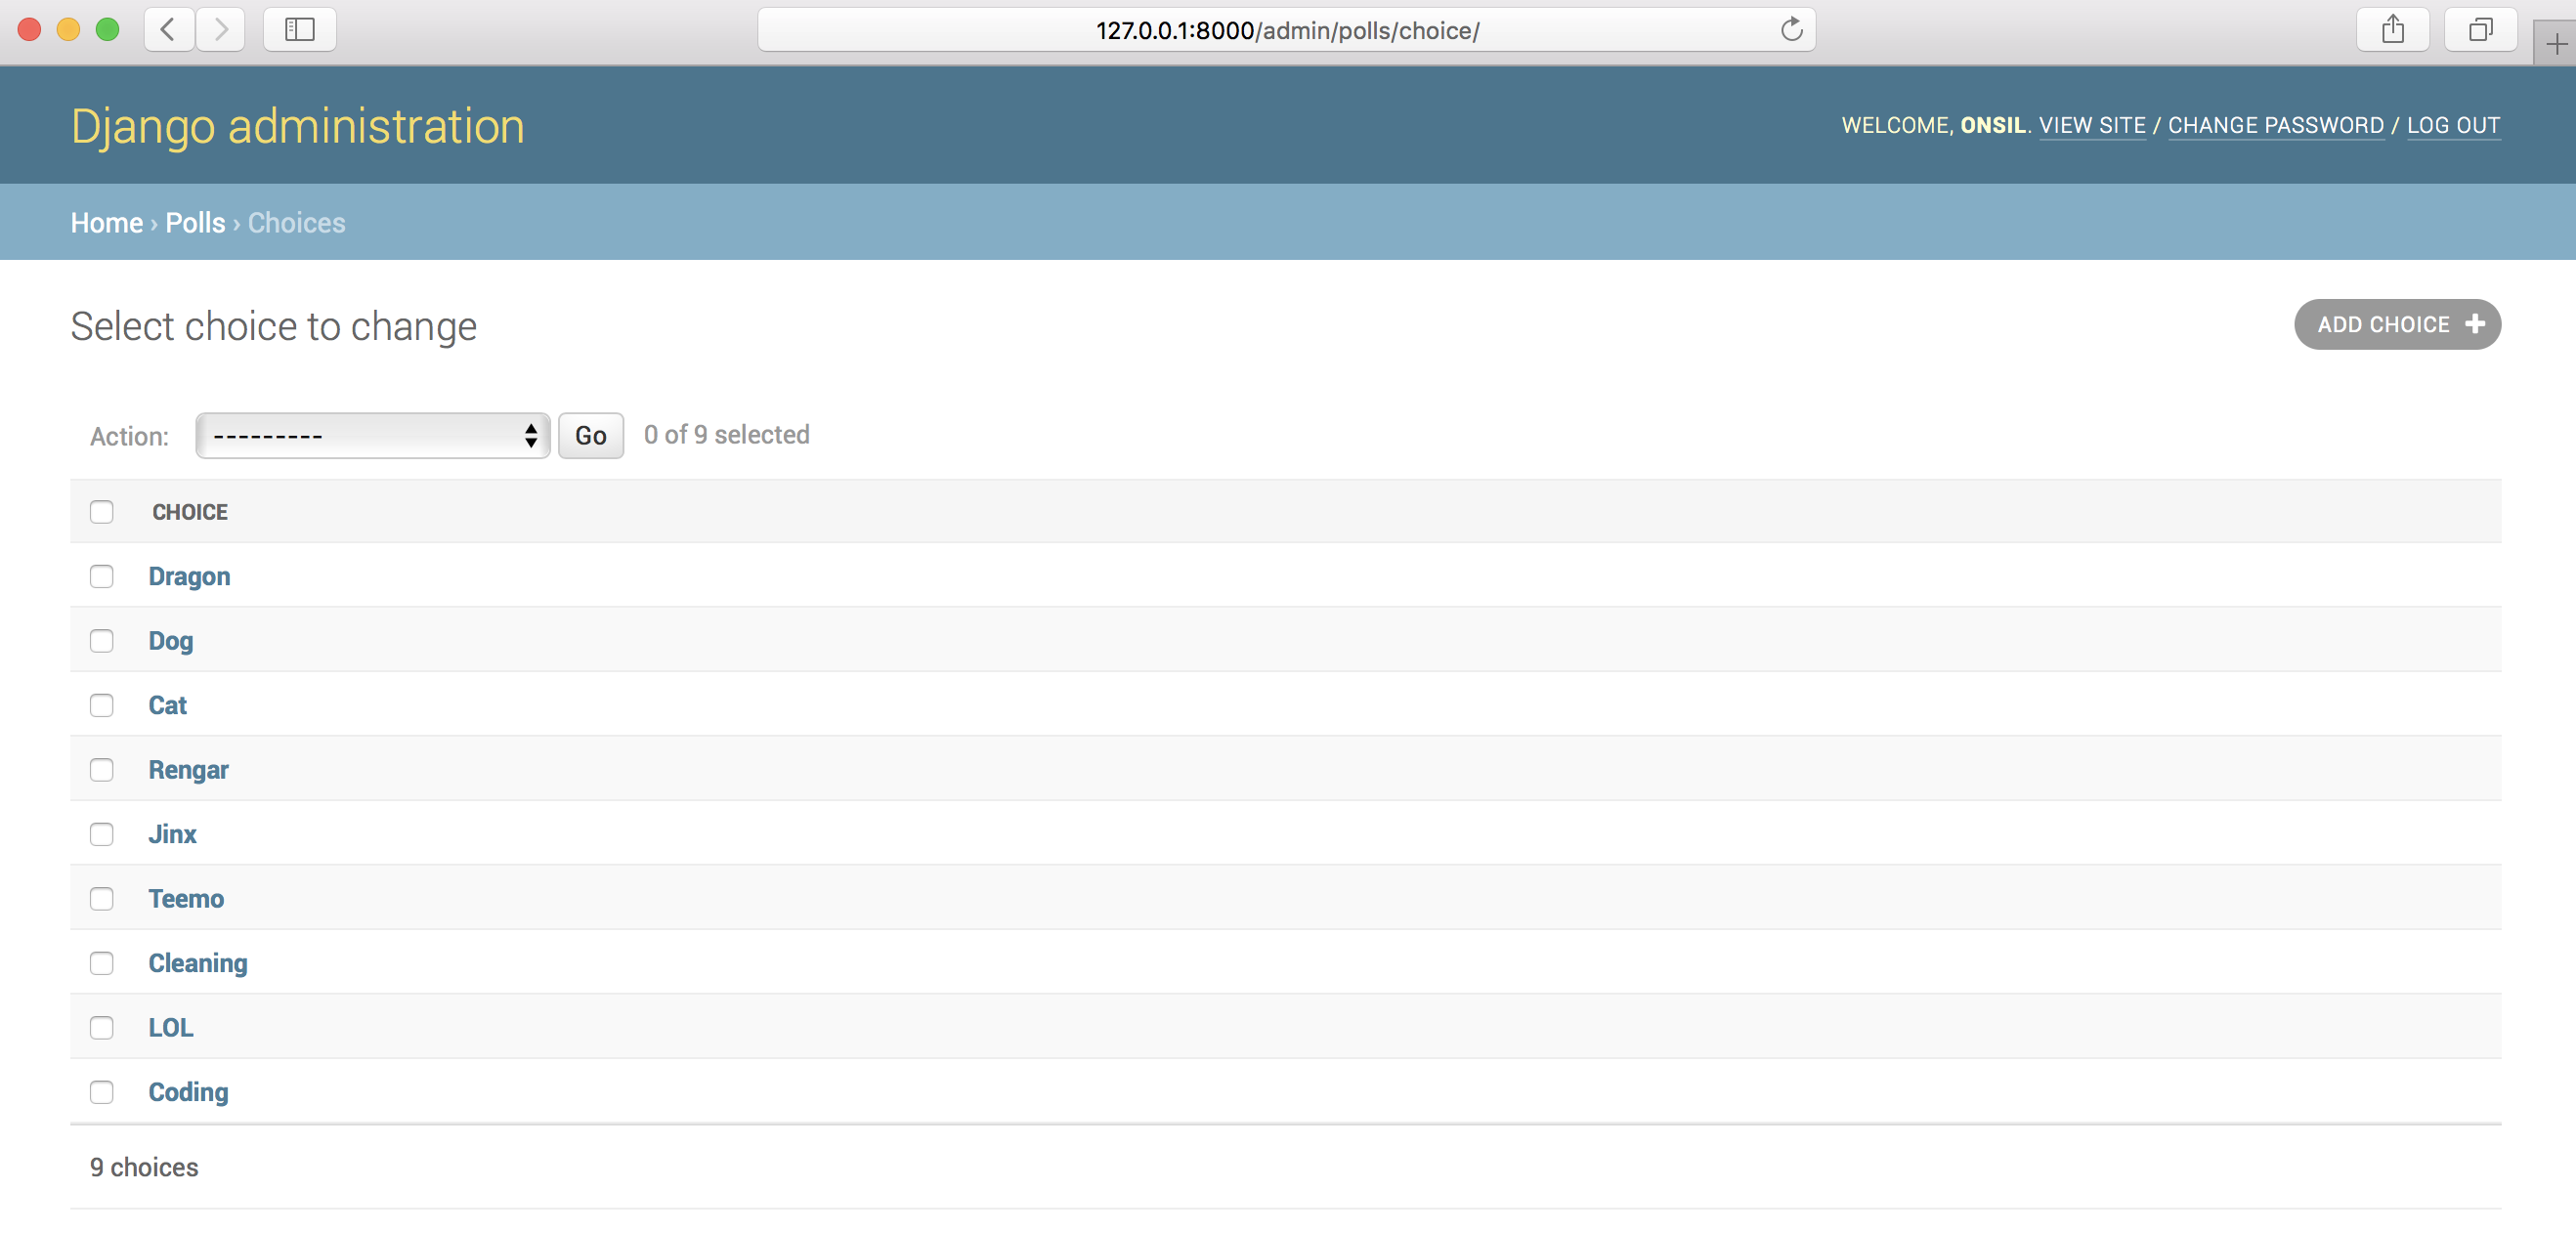 127.0.0.1:8000/admin/polls/choice/
Django administration
WELCOME, ONSIL. VIEW SITE / CHANGE PASSWORD / LOG OUT
Home › Polls › Choices
Select choice to change
ADD CHOICE +
Action: --------- Go 0 of 9 selected
CHOICE
Dragon
Dog
Cat
Rengar
Jinx
Teemo
Cleaning
LOL
Coding
9 choices